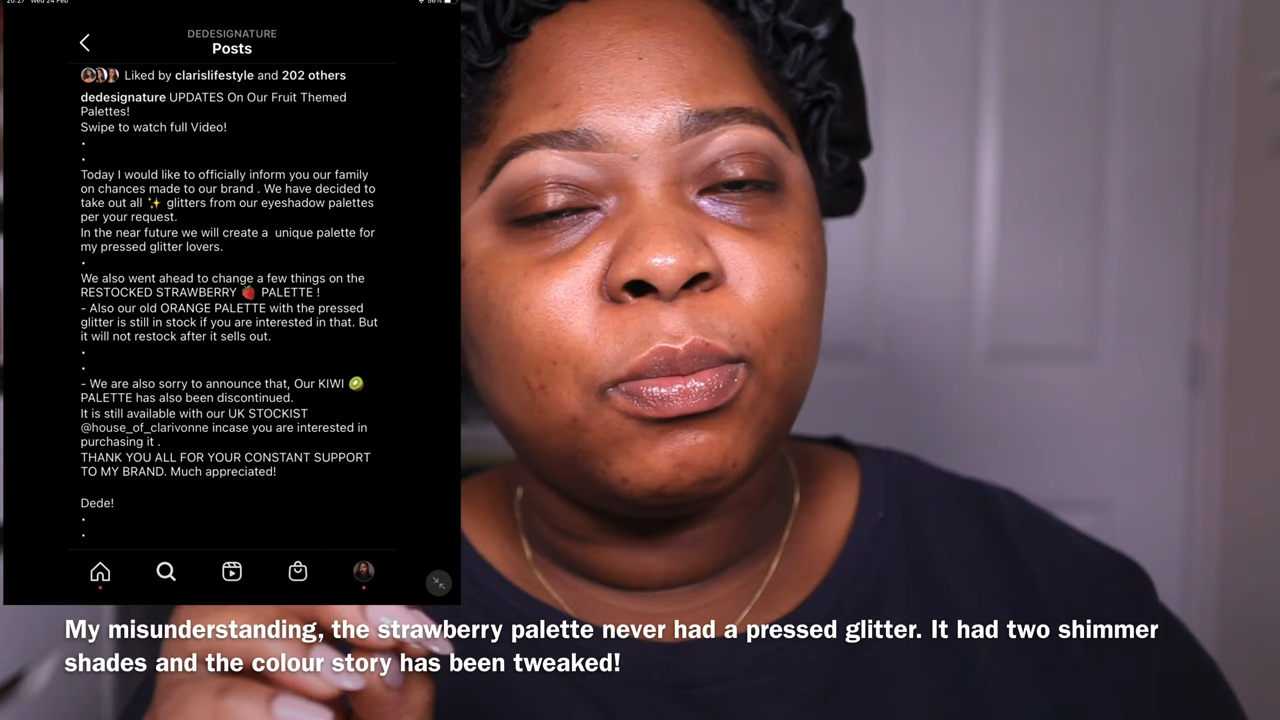 20:27 Wed 24 Feb
56%
DEDESIGNATURE
Posts
Liked by clarislifestyle and 202 others
dedesignature UPDATES On Our Fruit Themed
Palettes!
Swipe to watch full Video!
.
.
Today I would like to officially inform you our family
on chances made to our brand . We have decided to
take out all ✨ glitters from our eyeshadow palettes
per your request.
In the near future we will create a unique palette for
my pressed glitter lovers.
.
We also went ahead to change a few things on the
RESTOCKED STRAWBERRY 🍓 PALETTE !
- Also our old ORANGE PALETTE with the pressed
glitter is still in stock if you are interested in that. But
it will not restock after it sells out.
.
.
- We are also sorry to announce that, Our KIWI 🥝
PALETTE has also been discontinued.
It is still available with our UK STOCKIST
@house_of_clarivonne incase you are interested in
purchasing it .
THANK YOU ALL FOR YOUR CONSTANT SUPPORT
TO MY BRAND. Much appreciated!
Dede!
.
.
My misunderstanding, the strawberry palette never had a pressed glitter. It had two shimmer
shades and the colour story has been tweaked!